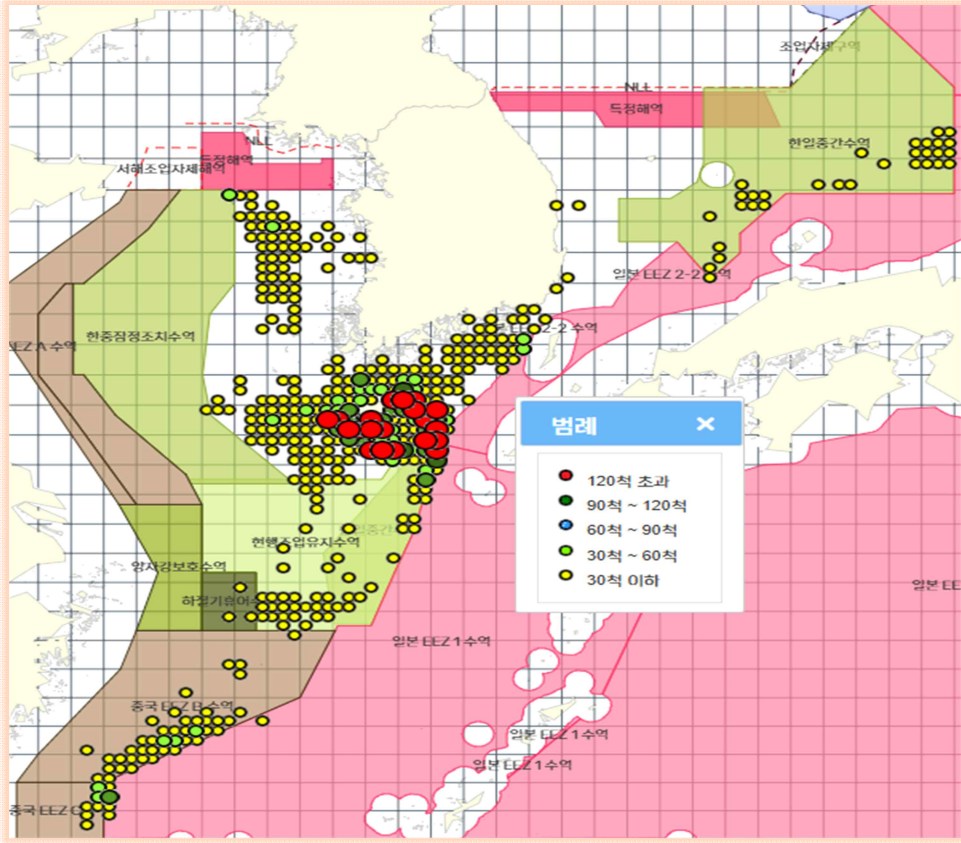 조업자제구역
NLL
특정해역
한일중간수역
NLL
특정해역
서해조업자제해역
일본 EEZ 2-2
역
2-2 수역
한중잠정조치수역
EZ A 수역
범례 ×
120척 초과
90척 ~ 120척
60척 ~ 90척
30척 ~ 60척
30척 이하
중간
현행조업유지수역
양자강보호수역
하절기휴어
일본 EE
일본 EEZ 1 수역
중국 EEZ B 수역
일본 EEZ 1 수역
일본 EEZ 1 수역
중국 EEZ C